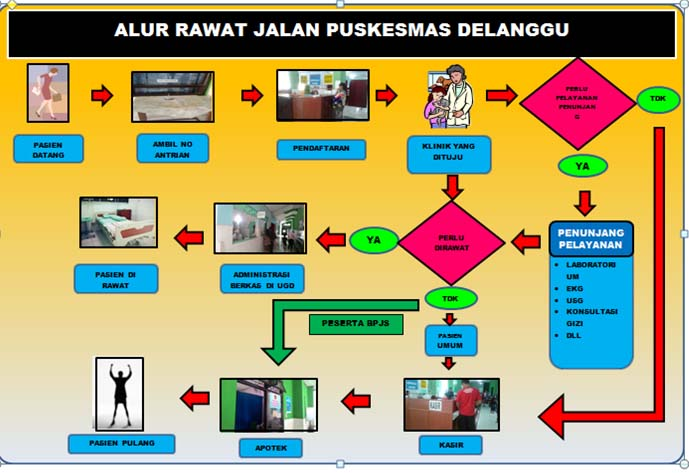 ALUR RAWAT JALAN PUSKESMAS DELANGGU
PERLU
PELAYANAN
PENUNJAN
G
TDK
PASIEN
DATANG
AMBIL NO
ANTRIAN
PENDAFTARAN
KLINIK YANG
DITUJU
YA
PASIEN DI
RAWAT
ADMINISTRASI
BERKAS DI UGD
YA
PERLU
DIRAWAT
PENUNJANG
PELAYANAN
• LABORATORI
UM
• EKG
• USG
• KONSULTASI
GIZI
• DLL
TDK
PESERTA BPJS
PASIEN
UMUM
KASIR
PASIEN PULANG
APOTEK
KASIR